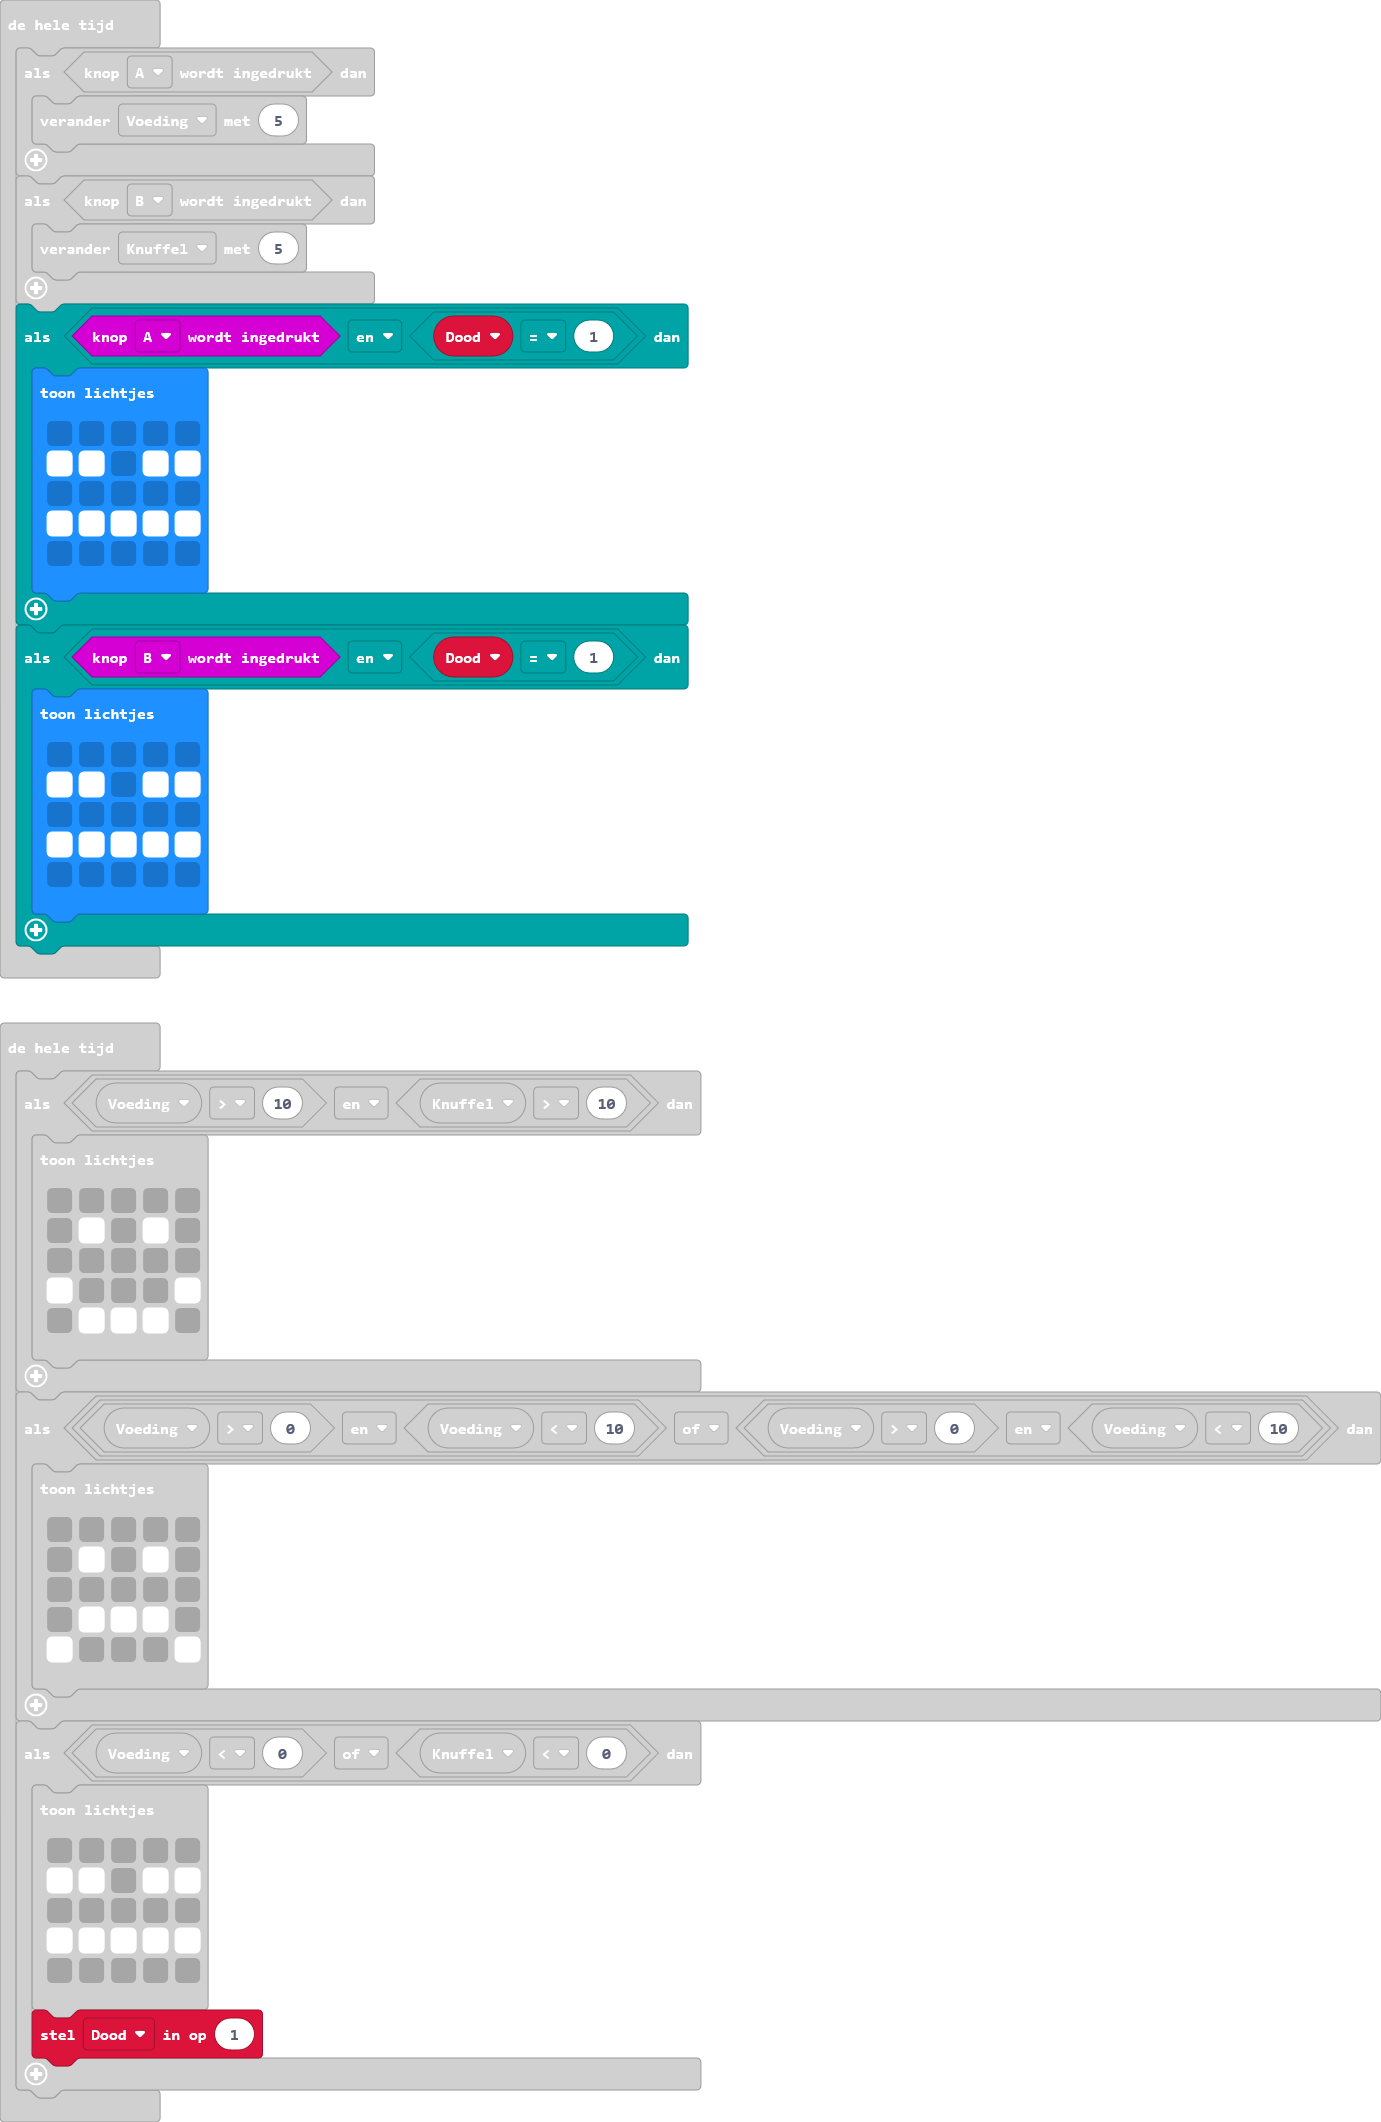 de hele tijd
als knop A wordt ingedrukt dan
verander Voeding met 5
als knop B wordt ingedrukt dan
verander Knuffel met 5
als knop A wordt ingedrukt en Dood = 1 dan
toon lichtjes
als knop B wordt ingedrukt en Dood = 1 dan
toon lichtjes
de hele tijd
als Voeding > 10 en Knuffel > 10 dan
toon lichtjes
als Voeding > 0 en Voeding < 10 of Voeding > 0 en Voeding < 10 dan
toon lichtjes
als Voeding < 0 of Knuffel < 0 dan
toon lichtjes
stel Dood in op 1